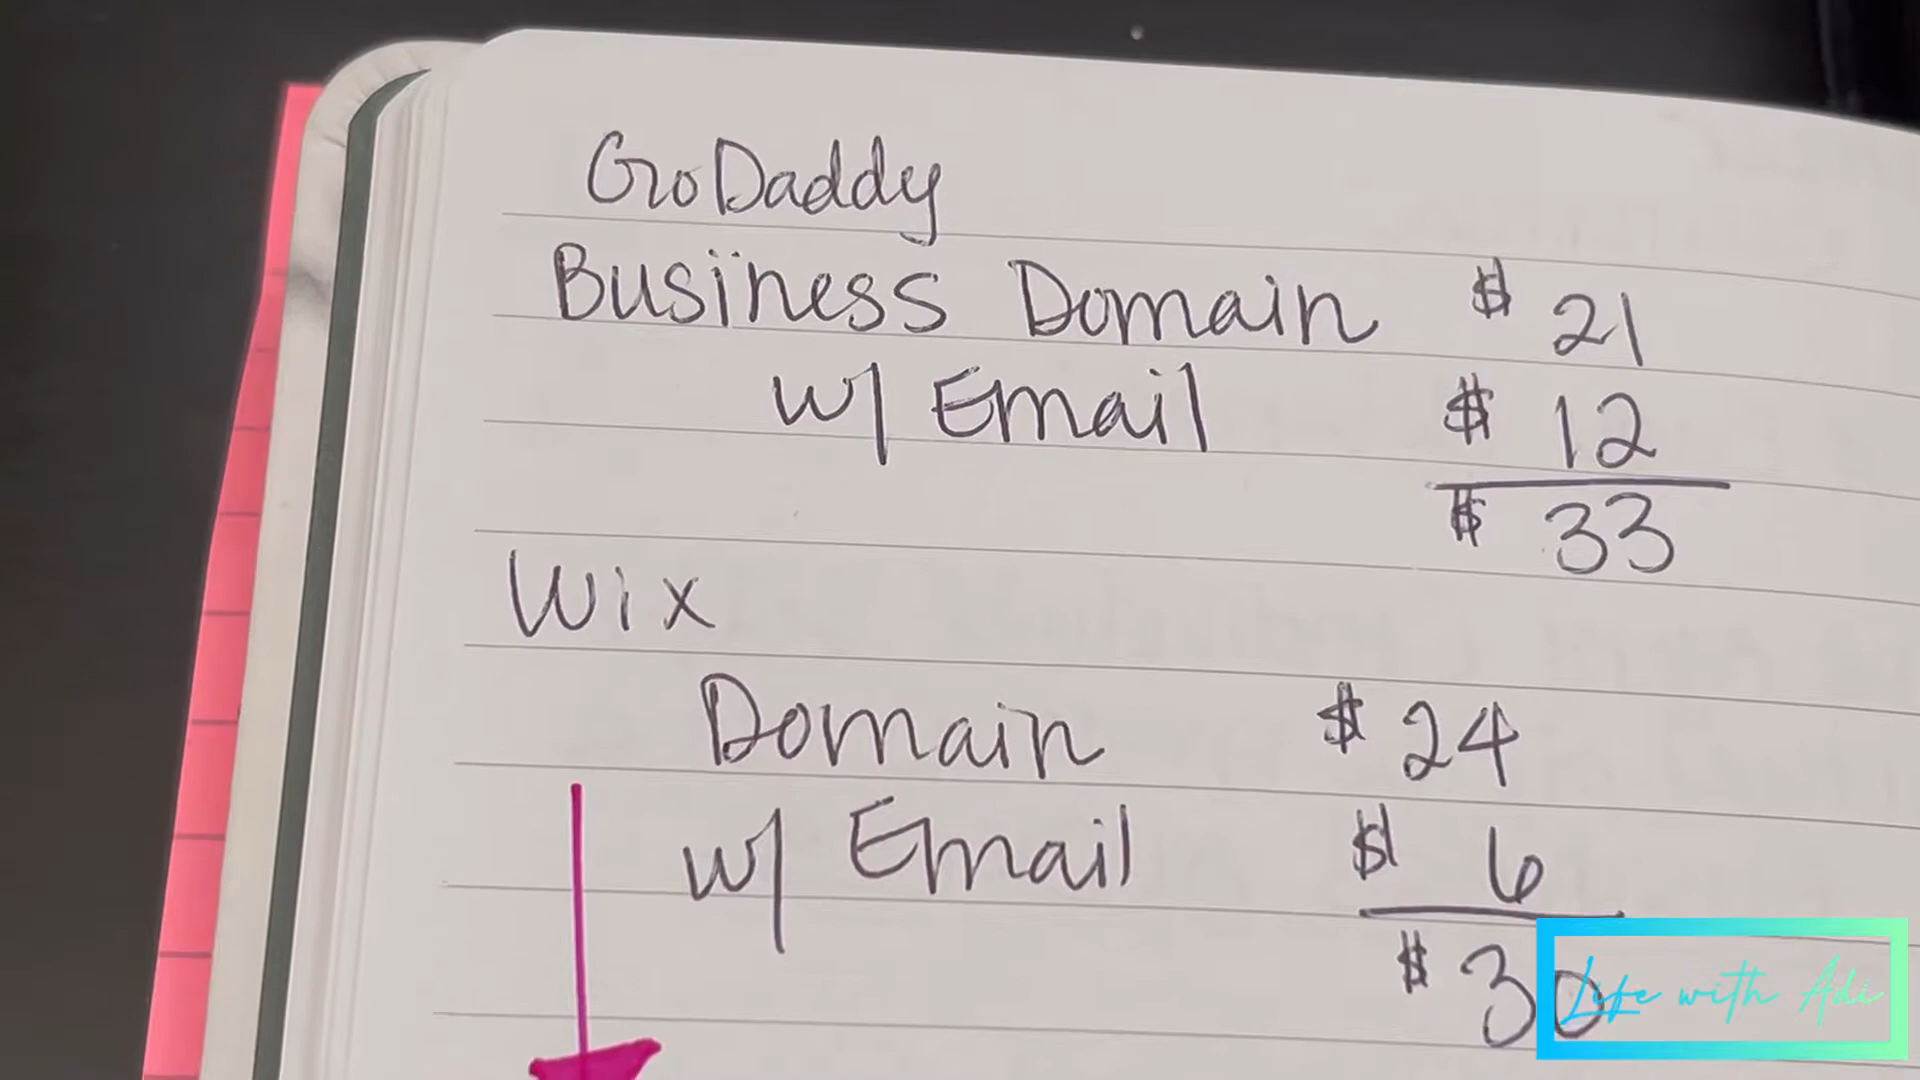 GoDaddy
Business Domain $ 21
w/ Email $ 12
$ 33
Wix
Domain $ 24
w/ Email $ 6
$ 30
Life with Adi